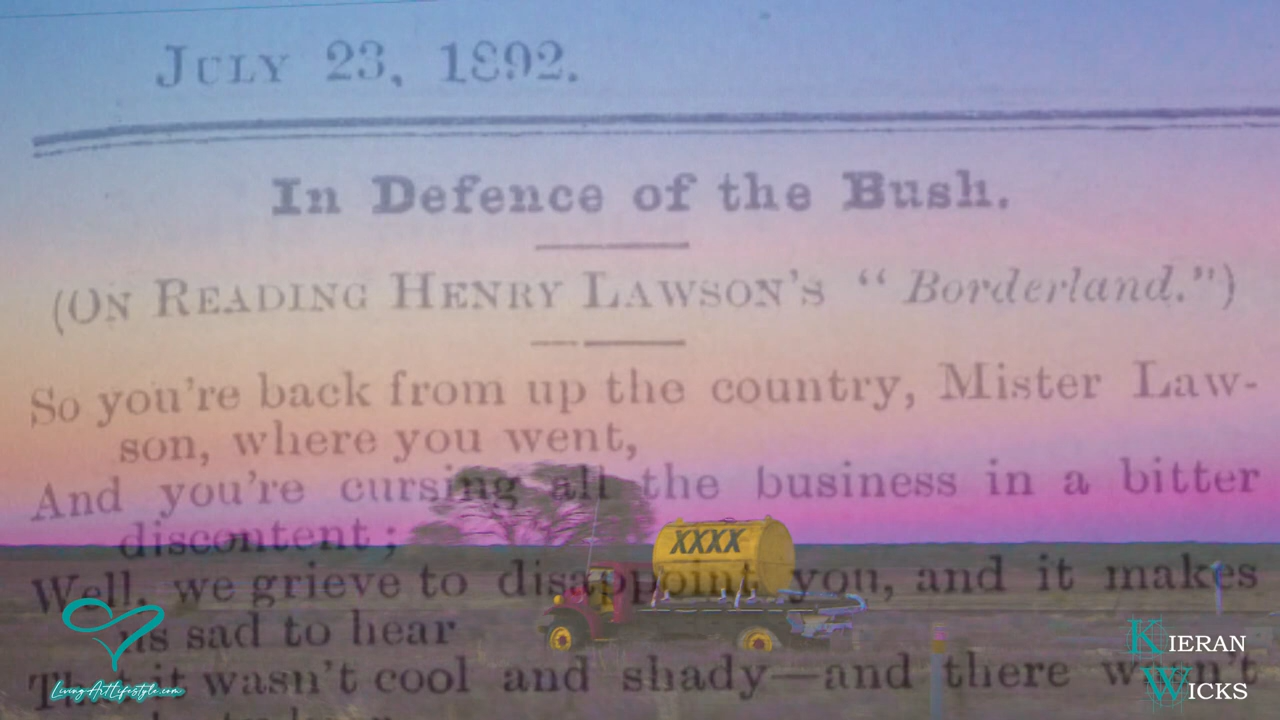 JULY 23, 1892.
In Defence of the Bush.
(ON READING HENRY LAWSON'S "Borderland.")
So you're back from up the country, Mister Law-
son, where you went,
And you're cursing all the business in a bitter
discontent;
Well, we grieve to disappoint you, and it makes
us sad to hear
That it wasn't cool and shady—and there wasn't
XXXX
LivingArtLifestyle.com
KIERAN
WICKS